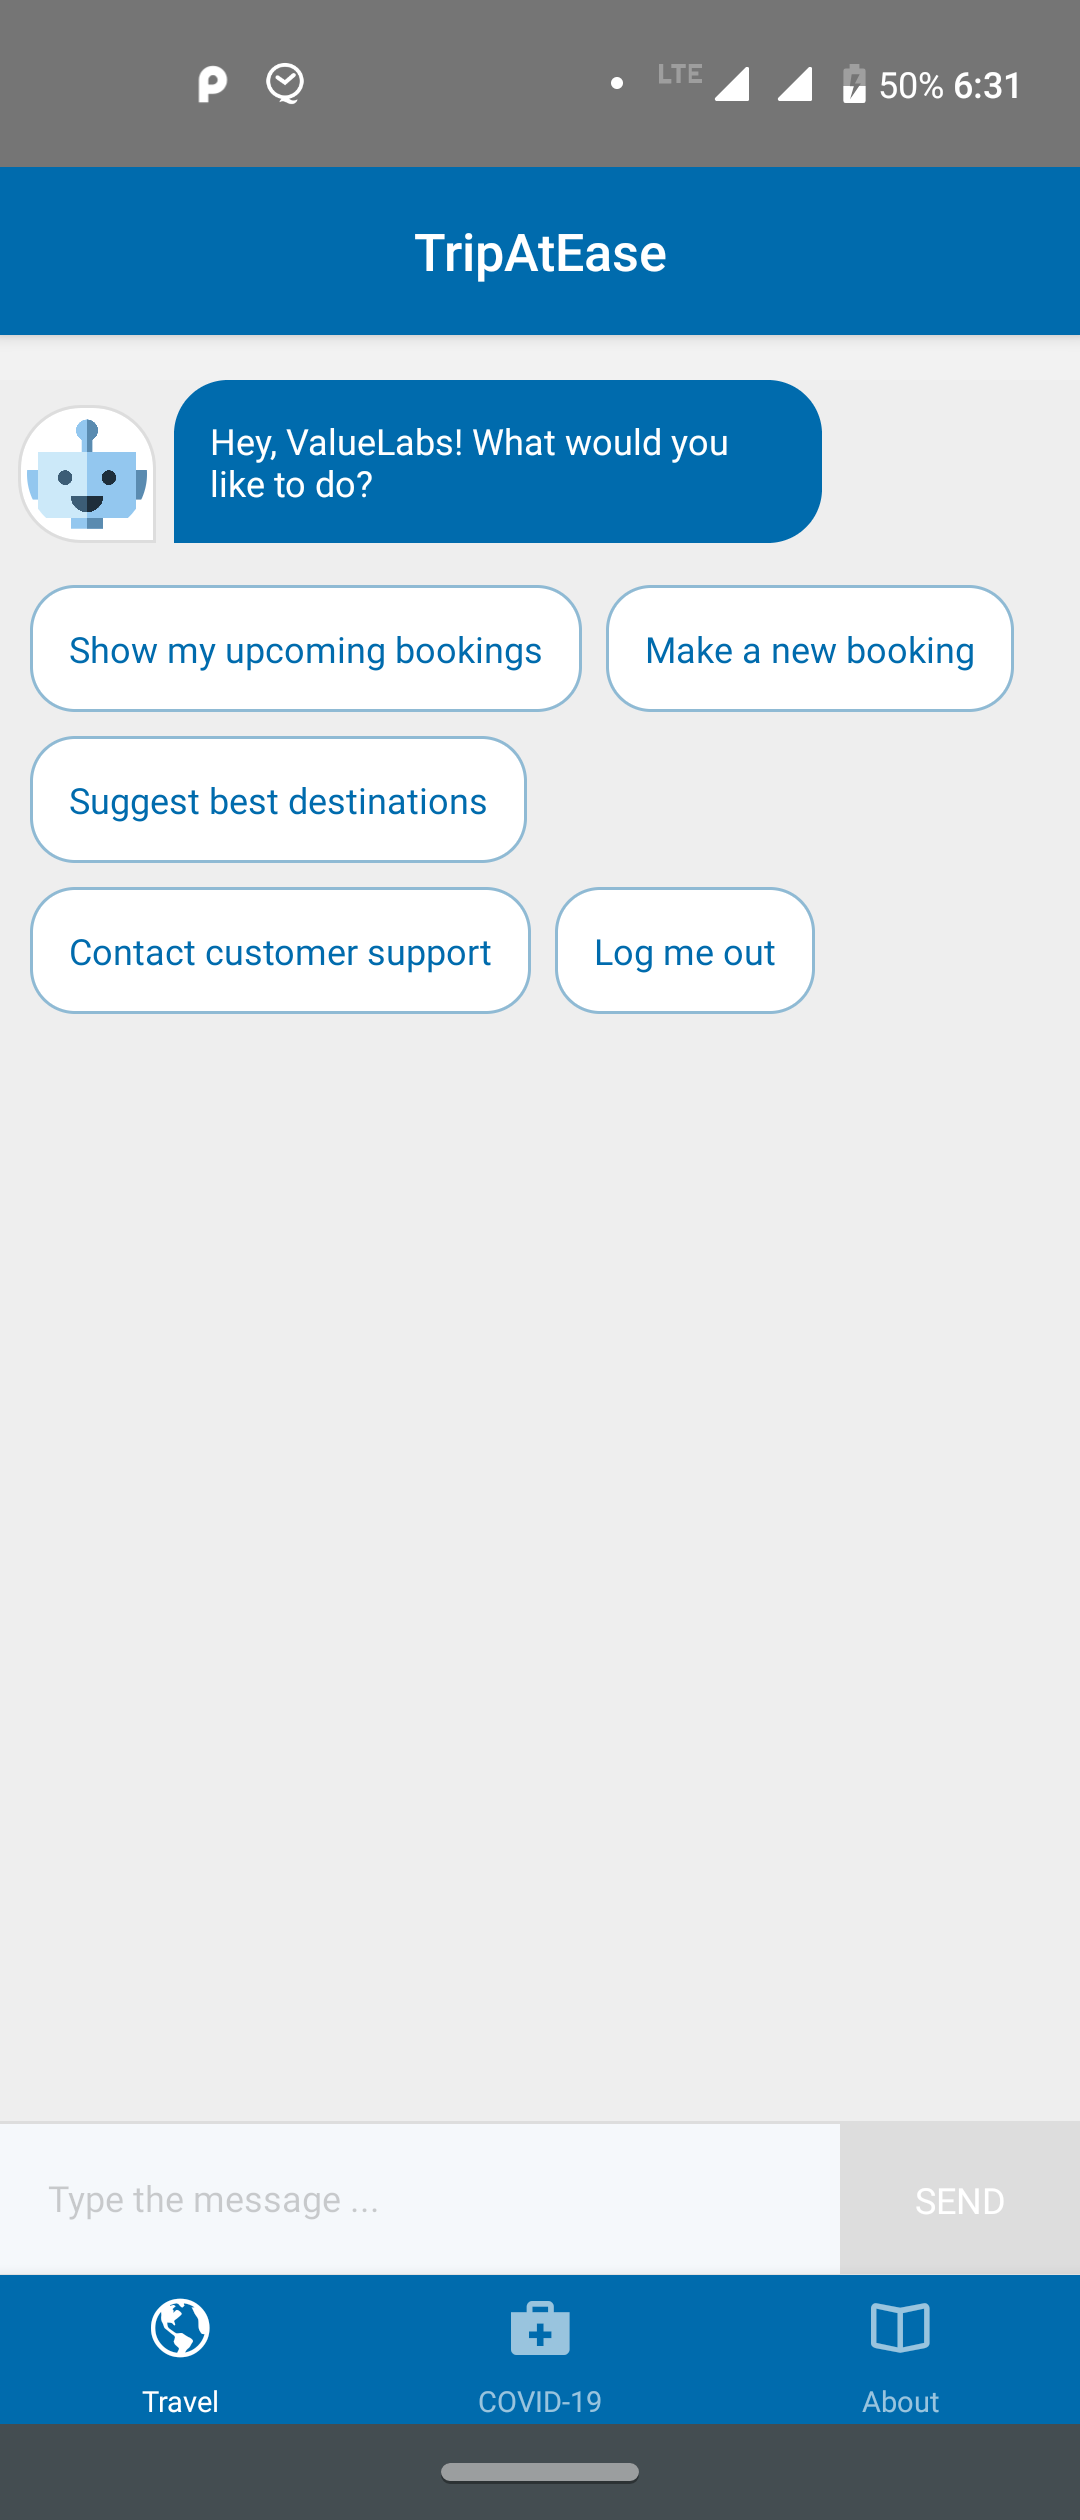 LTE 50% 6:31
TripAtEase
Hey, ValueLabs! What would you
like to do?
Show my upcoming bookings
Make a new booking
Suggest best destinations
Contact customer support
Log me out
Type the message ...
SEND
Travel
COVID-19
About